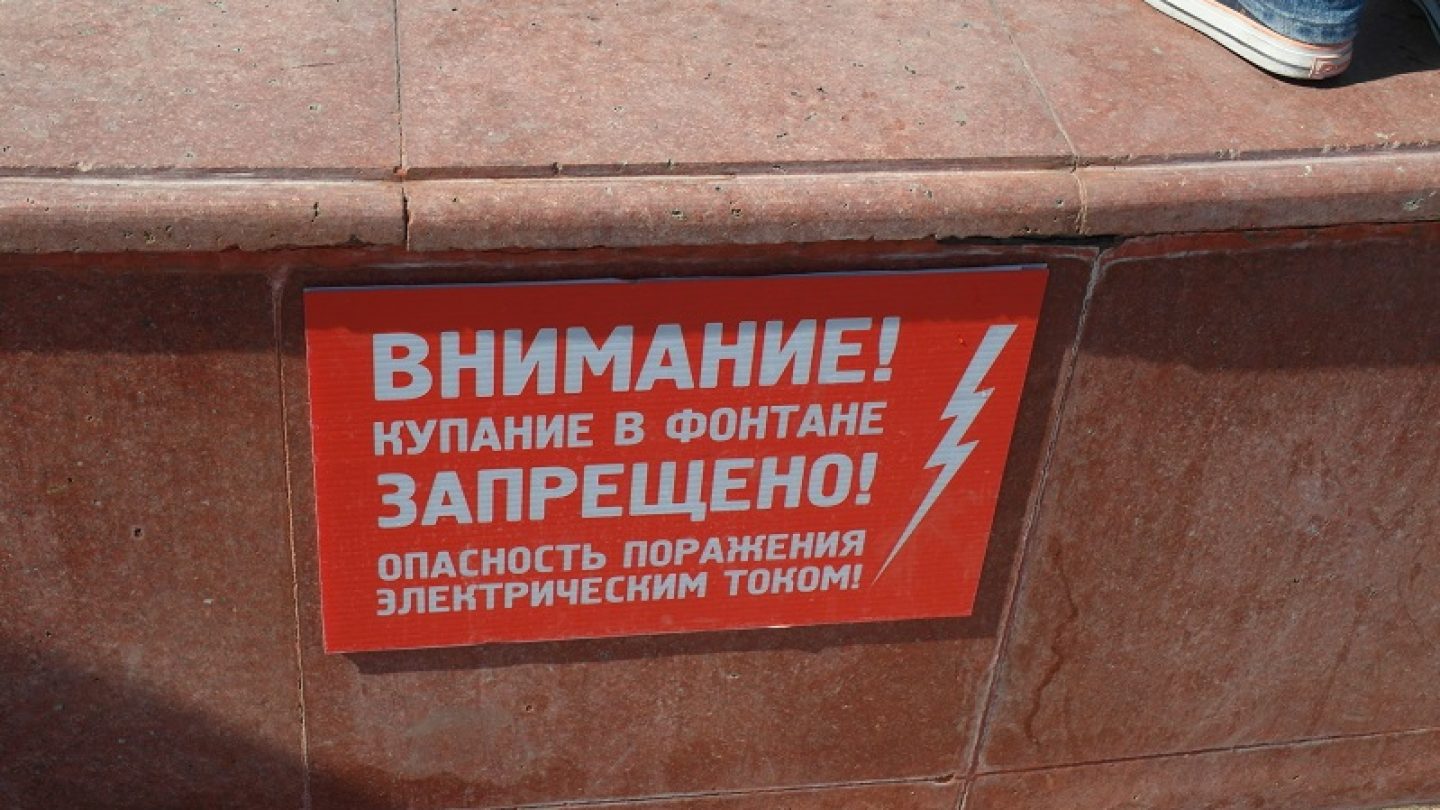 ВНИМАНИЕ!
КУПАНИЕ В ФОНТАНЕ
ЗАПРЕЩЕНО!
ОПАСНОСТЬ ПОРАЖЕНИЯ
ЭЛЕКТРИЧЕСКИМ ТОКОМ!